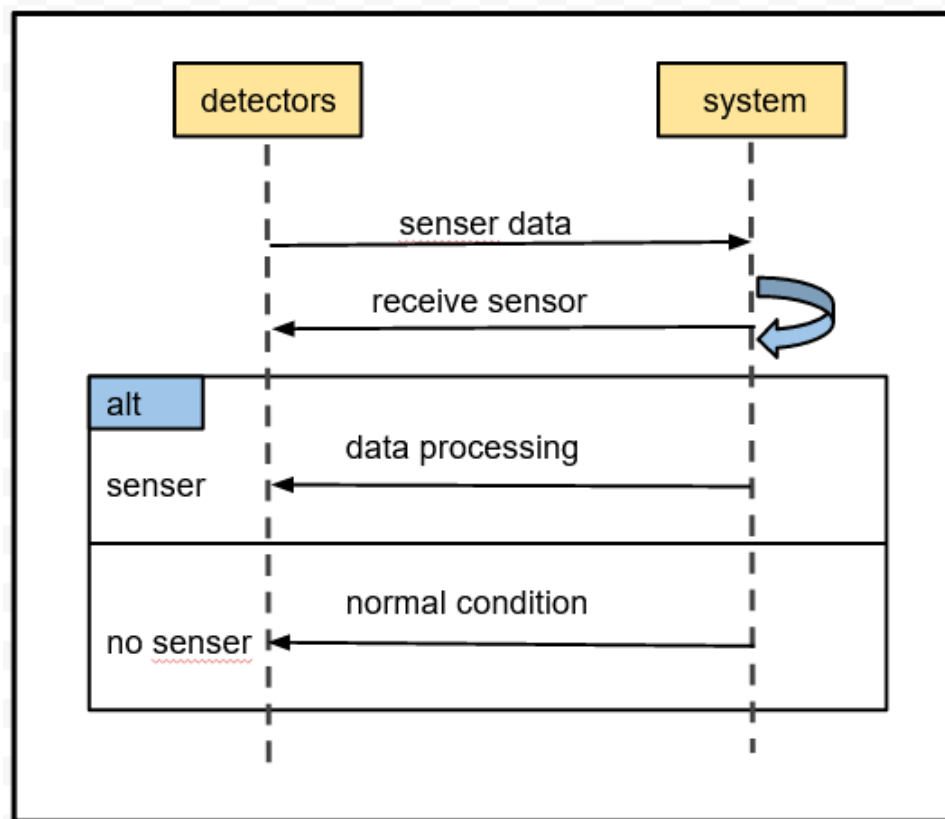 detectors
system
senser data
receive sensor
alt
data processing
senser
normal condition
no senser